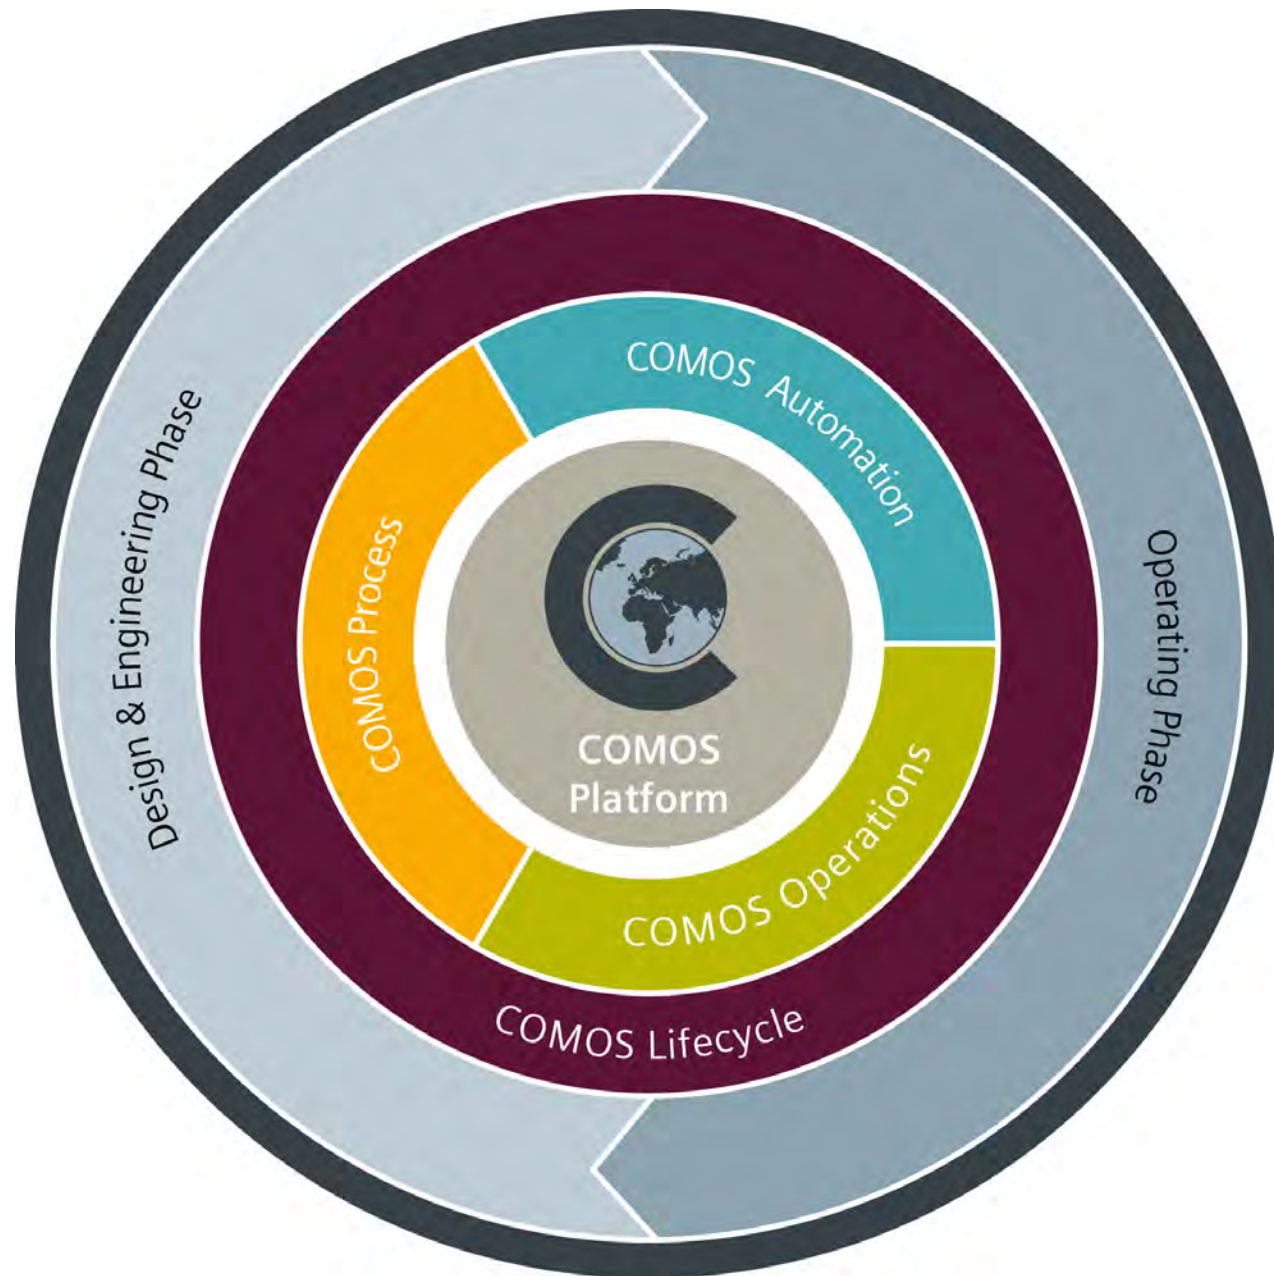 Design & Engineering Phase
Operating Phase
COMOS Process
COMOS Automation
COMOS Operations
COMOS
Platform
COMOS Lifecycle